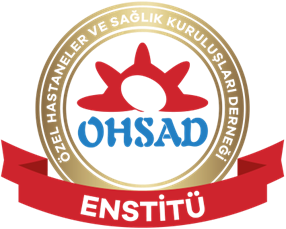 ÖZEL HASTANELER VE SAĞLIK KURULUŞLARI DERNEĞİ
OHSAD
ENSTİTÜ